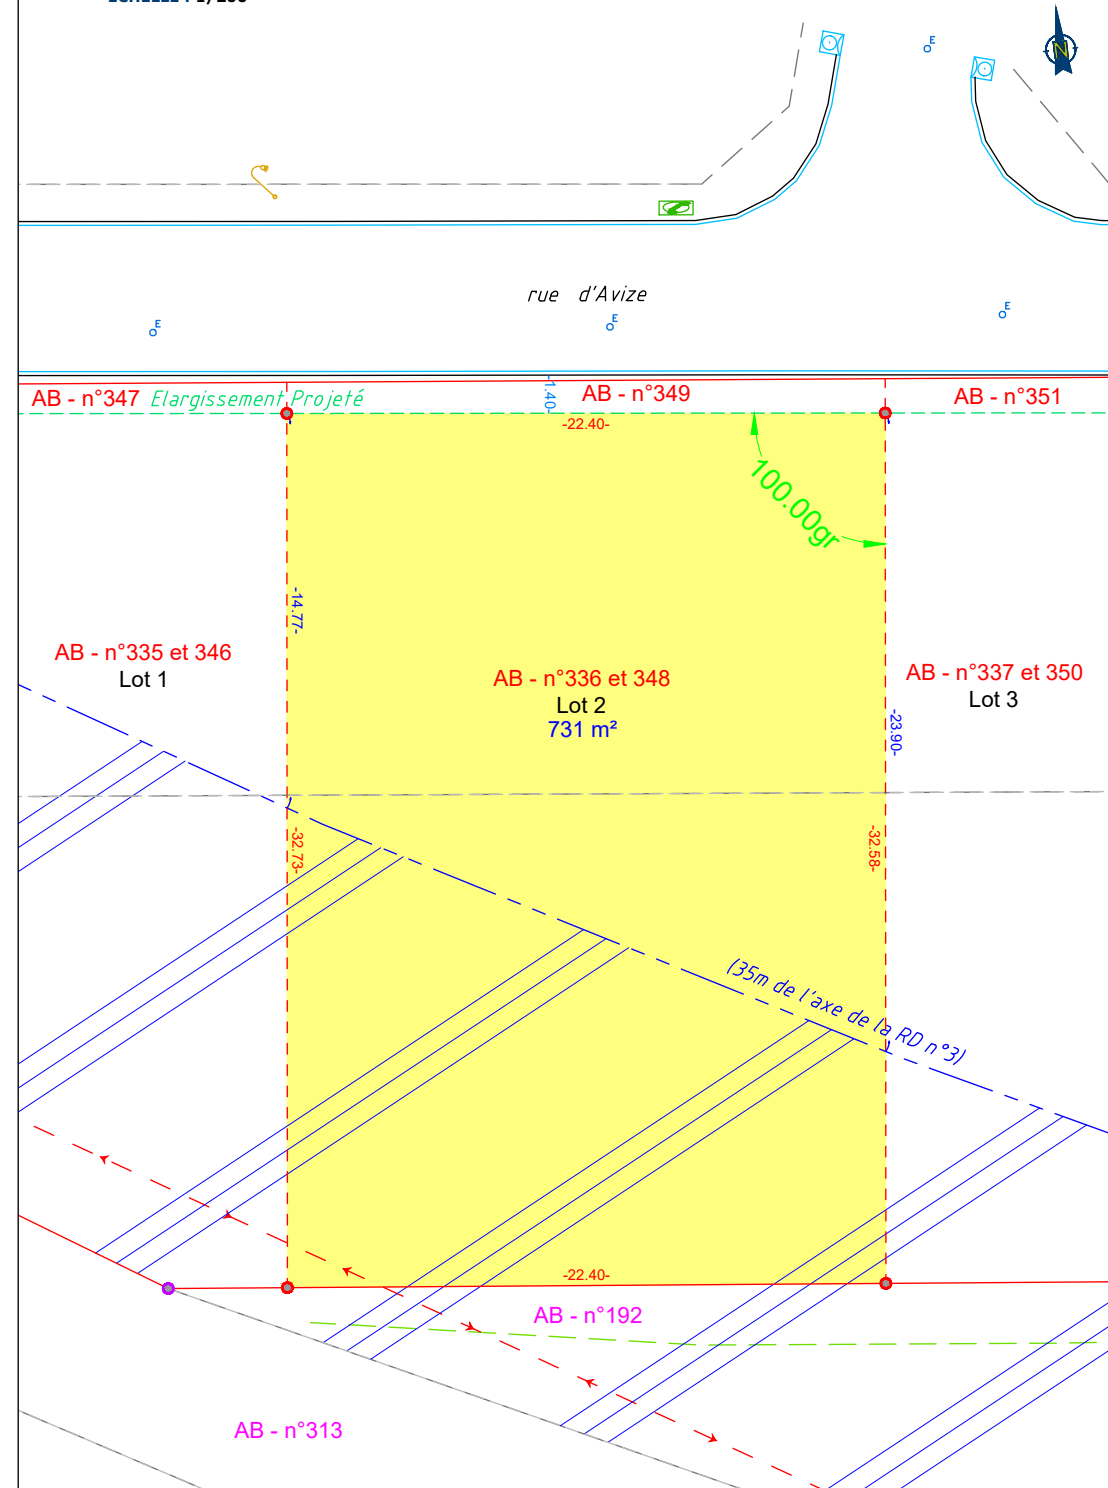 N
E
rue d'Avize
E
E
E
AB - n°347
Elargissement Projeté
-1.40-
AB - n°349
AB - n°351
-22.40-
100.00gr
-14.77-
AB - n°335 et 346
Lot 1
AB - n°336 et 348
Lot 2
731 m²
AB - n°337 et 350
Lot 3
-23.90-
-32.73-
-32.58-
(35m de l'axe de la RD n°3)
-22.40-
AB - n°192
AB - n°313